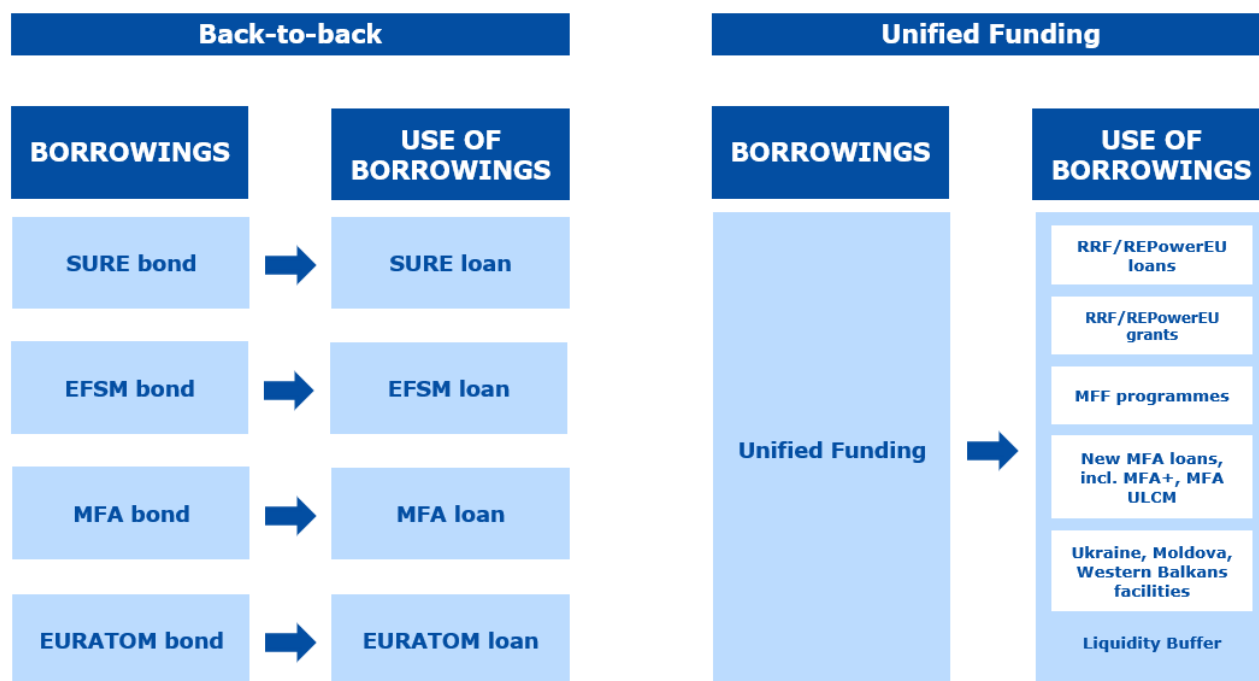 Back-to-back
BORROWINGS
USE OF
BORROWINGS
SURE bond
SURE loan
EFSM bond
EFSM loan
MFA bond
MFA loan
EURATOM bond
EURATOM loan
Unified Funding
BORROWINGS
USE OF
BORROWINGS
Unified Funding
RRF/REPowerEU
loans
RRF/REPowerEU
grants
MFF programmes
New MFA loans,
incl. MFA+, MFA
ULCM
Ukraine, Moldova,
Western Balkans
facilities
Liquidity Buffer